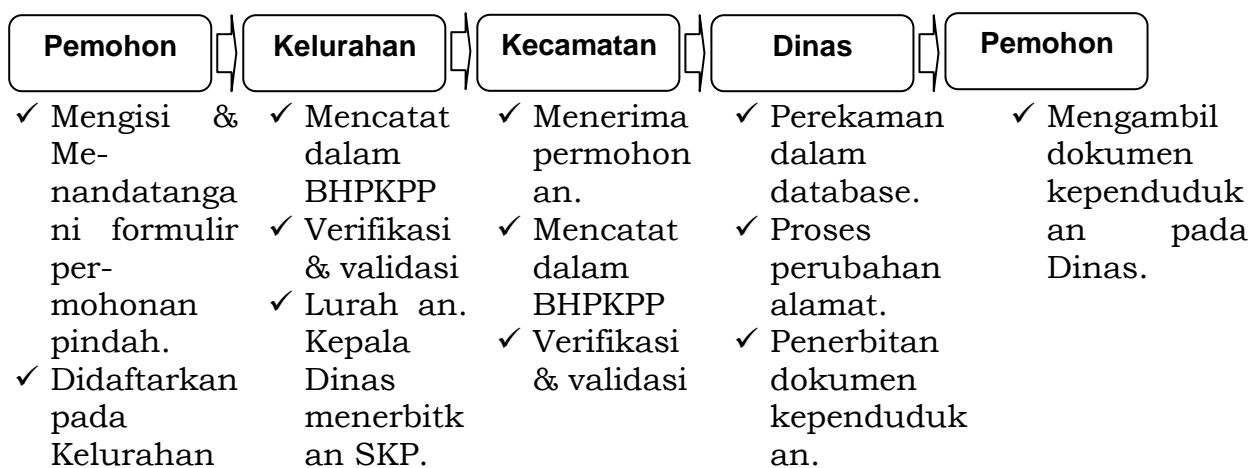 Pemohon
Kelurahan
Kecamatan
Dinas
Pemohon
✓ Mengisi &
Me-
nandatanga
ni formulir
per-
mohonan
pindah.
✓ Didaftarkan
pada
Kelurahan
✓ Mencatat
dalam
BHPKPP
✓ Verifikasi
& validasi
✓ Lurah an.
Kepala
Dinas
menerbitk
an SKP.
✓ Menerima
permohon
an.
✓ Mencatat
dalam
BHPKPP
✓ Verifikasi
& validasi
✓ Perekaman
dalam
database.
✓ Proses
perubahan
alamat.
✓ Penerbitan
dokumen
kependuduk
an.
✓ Mengambil
dokumen
kependuduk
an pada
Dinas.